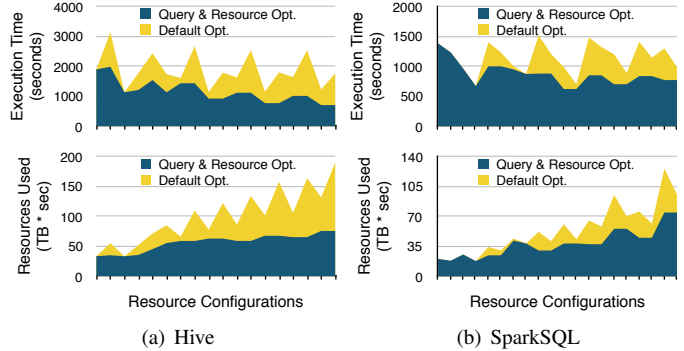 4000
3000
2000
1000
0
Execution Time
(seconds)
Query & Resource Opt.
Default Opt.
2000
1500
1000
500
0
Execution Time
(seconds)
Query & Resource Opt.
Default Opt.
200
150
100
50
0
Resources Used
(TB * sec)
Query & Resource Opt.
Default Opt.
140
105
70
35
0
Resources Used
(TB * sec)
Query & Resource Opt.
Default Opt.
Resource Configurations
Resource Configurations
(a) Hive
(b) SparkSQL